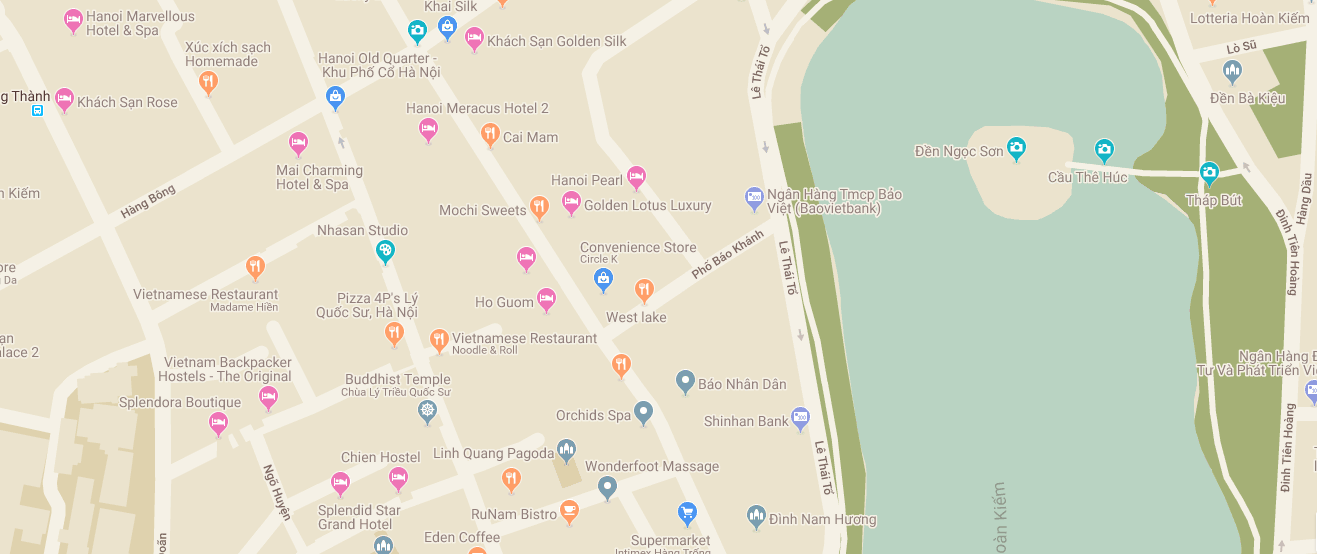 Khai Silk
Hanoi Marvellous
Hotel & Spa
Khách Sạn Golden Silk
Lotteria Hoàn Kiếm
Xúc xích sạch
Homemade
Hanoi Old Quarter -
Khu Phố Cổ Hà Nội
Lê Thái Tổ
Lò Sũ
g Thành
Khách Sạn Rose
Đền Bà Kiệu
Hanoi Meracus Hotel 2
Cai Mam
Đền Ngọc Sơn
Mai Charming
Hotel & Spa
Cầu Thê Húc
Hanoi Pearl
n Kiếm
Hàng Bông
Golden Lotus Luxury
Mochi Sweets
Ngân Hàng Tmcp Bảo
Việt (Baovietbank)
Tháp Bút
Hàng Dầu
Nhasan Studio
Convenience Store
Circle K
Phố Báo Khánh
Lê Thái Tổ
Đinh Tiên Hoàng
ore
g Da
Vietnamese Restaurant
Madame Hiền
Pizza 4P's Lý
Quốc Sư, Hà Nội
Ho Guom
West lake
an
alace 2
Vietnamese Restaurant
Noodle & Roll
Vietnam Backpacker
Hostels - The Original
Ngân Hàng Đ
Tư Và Phát Triển Việ
Buddhist Temple
Chùa Lý Triều Quốc Sư
Báo Nhân Dân
Splendora Boutique
Orchids Spa
Shinhan Bank
Đinh Tiên Hoàng
Chien Hostel
Linh Quang Pagoda
Wonderfoot Massage
Lê Thái Tổ
Ngõ Huyện
Splendid Star
Grand Hotel
RuNam Bistro
Đình Nam Hương
oàn Kiếm
Eden Coffee
Supermarket
Intimex Hàng Trống
Doãn